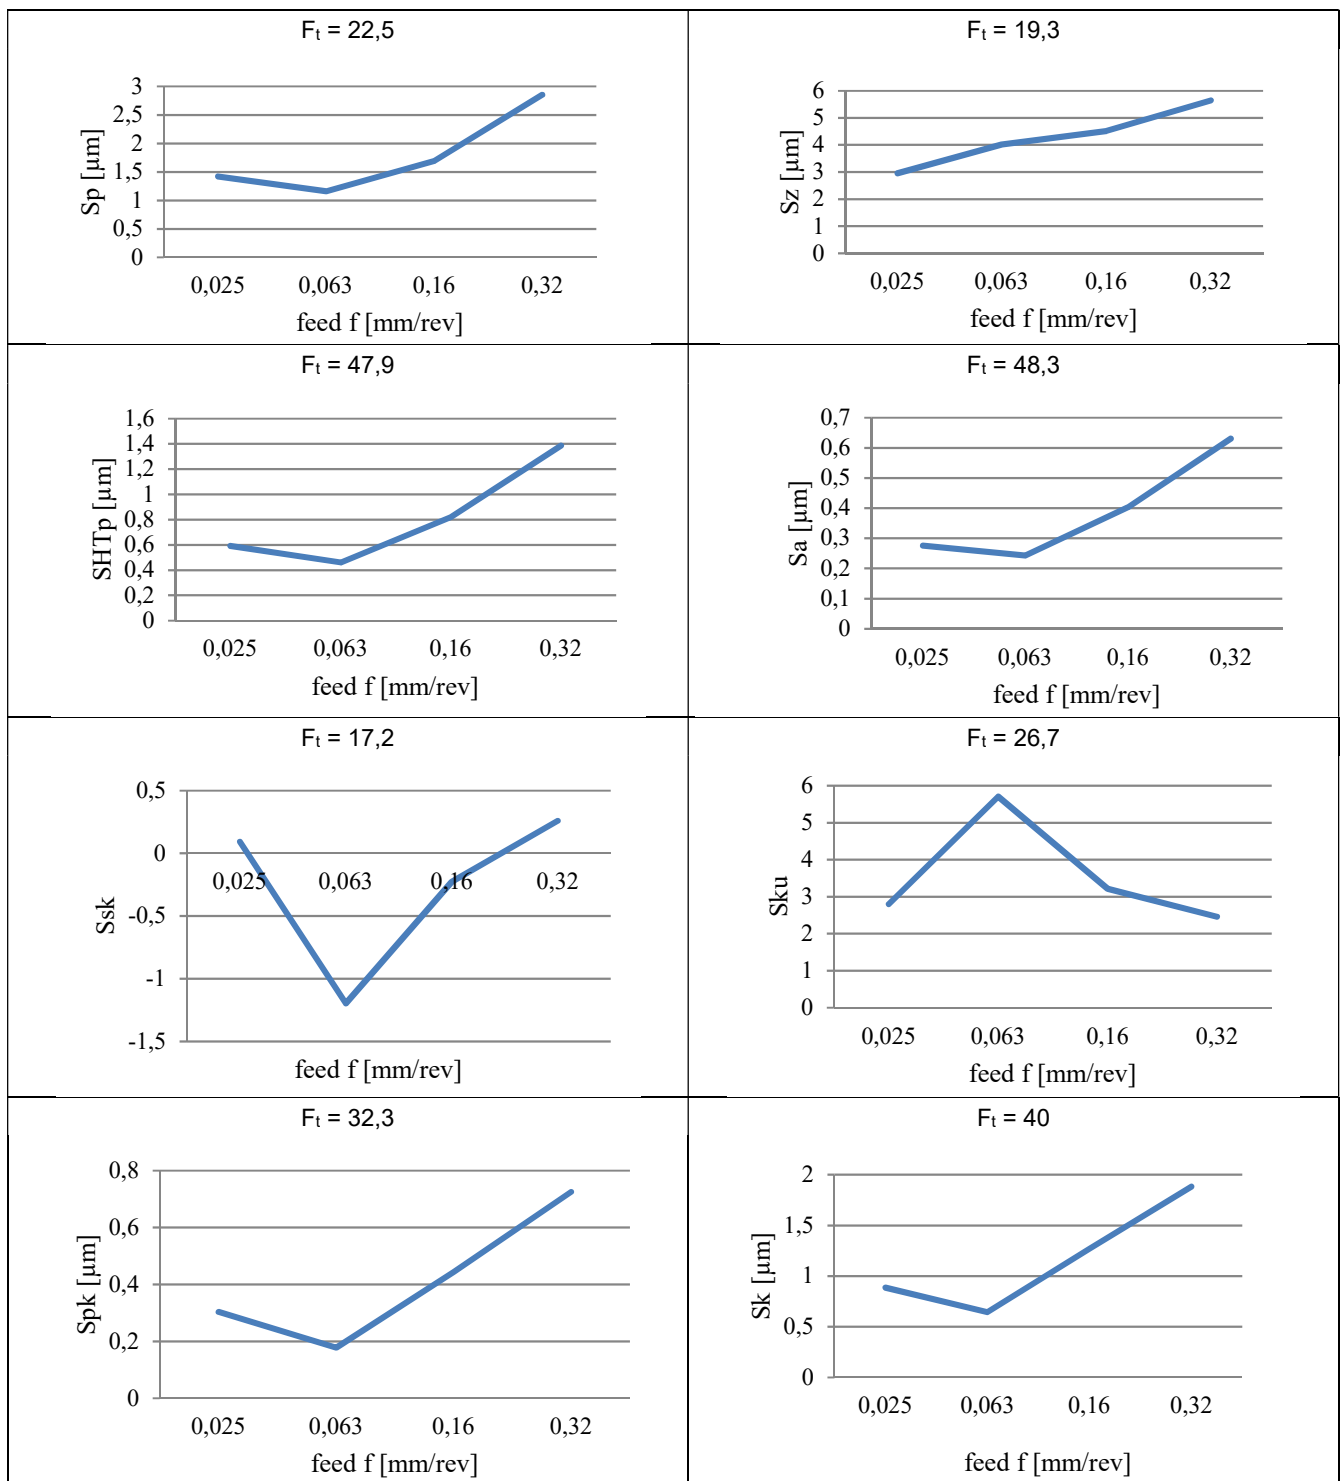 Ft = 22,5
3
2,5
2
1,5
1
0,5
0
Sp [µm]
0,025 0,063 0,16 0,32
feed f [mm/rev]
Ft = 19,3
6
5
4
3
2
1
0
Sz [µm]
0,025 0,063 0,16 0,32
feed f [mm/rev]
Ft = 47,9
1,6
1,4
1,2
1
0,8
0,6
0,4
0,2
0
SHTp [µm]
0,025 0,063 0,16 0,32
feed f [mm/rev]
Ft = 48,3
0,7
0,6
0,5
0,4
0,3
0,2
0,1
0
Sa [µm]
0,025 0,063 0,16 0,32
feed f [mm/rev]
Ft = 17,2
0,5
0
-0,5
-1
-1,5
Ssk
0,025 0,063 0,16 0,32
feed f [mm/rev]
Ft = 26,7
6
5
4
3
2
1
0
Sku
0,025 0,063 0,16 0,32
feed f [mm/rev]
Ft = 32,3
0,8
0,6
0,4
0,2
0
Spk [µm]
0,025 0,063 0,16 0,32
feed f [mm/rev]
Ft = 40
2
1,5
1
0,5
0
Sk [µm]
0,025 0,063 0,16 0,32
feed f [mm/rev]